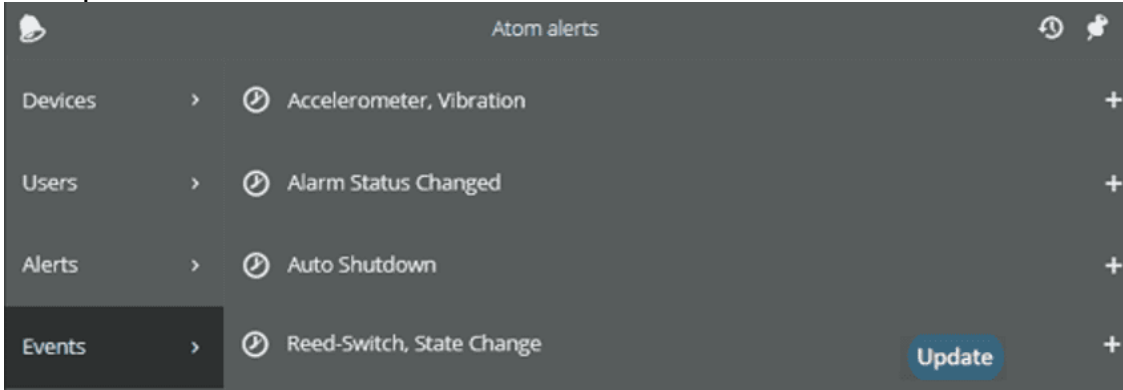 Atom alerts
Devices
Accelerometer, Vibration
Users
Alarm Status Changed
Alerts
Auto Shutdown
Events
Reed-Switch, State Change
Update